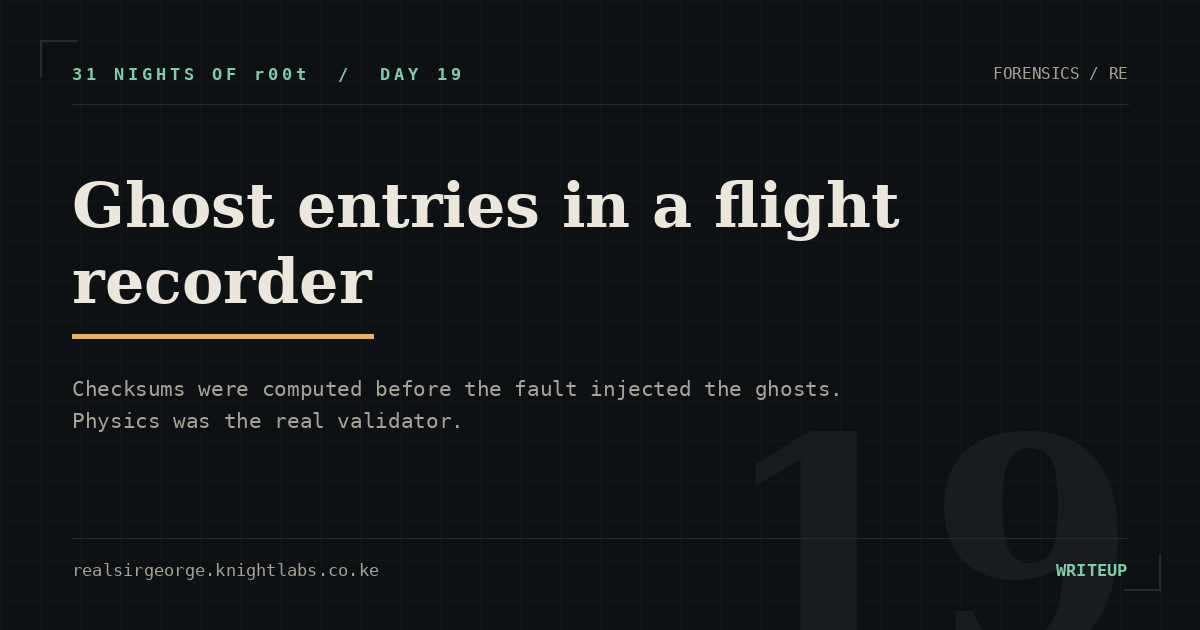 31 NIGHTS OF r00t / DAY 19
FORENSICS / RE
Ghost entries in a flight
recorder
Checksums were computed before the fault injected the ghosts.
Physics was the real validator.
19
realsirgeorge.knightlabs.co.ke
WRITEUP